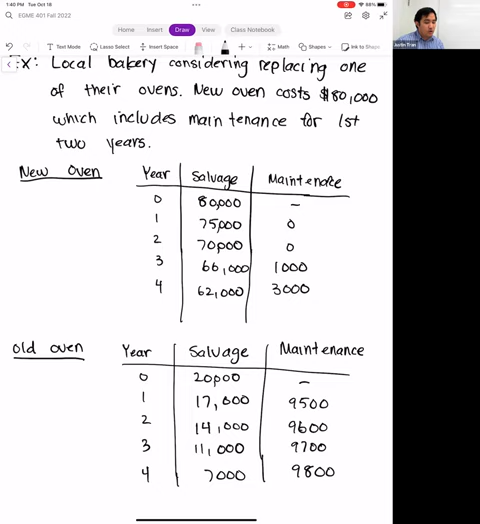 1:40 PM Tue Oct 18
68%
EGME 401 Fall 2022
Home Insert Draw View Class Notebook
Text Mode Lasso Select Insert Space Math Shapes Ink to Shape
Justin Tran
Ex: Local bakery considering replacing one
of their ovens. New oven costs $80,000
which includes maintenance for 1st
two years.
New Oven Year Salvage Maintenance
0 80,000 -
1 75,000 0
2 70,000 0
3 66,000 1000
4 62,000 3000
Old oven Year Salvage Maintenance
0 20,000 -
1 17,000 9500
2 14,000 9600
3 11,000 9700
4 7000 9800